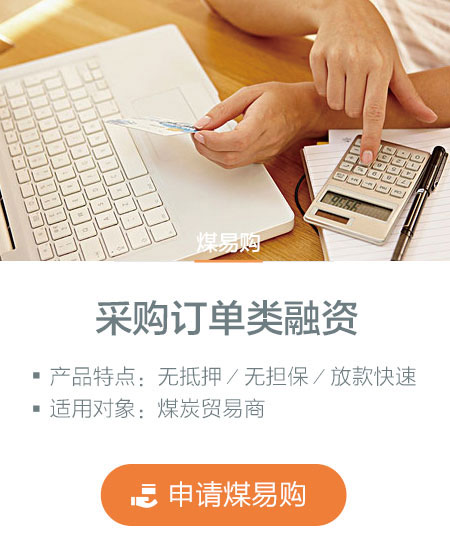 煤易购
采购订单类融资
▪ 产品特点：无抵押 / 无担保 / 放款快速
▪ 适用对象：煤炭贸易商
申请煤易购